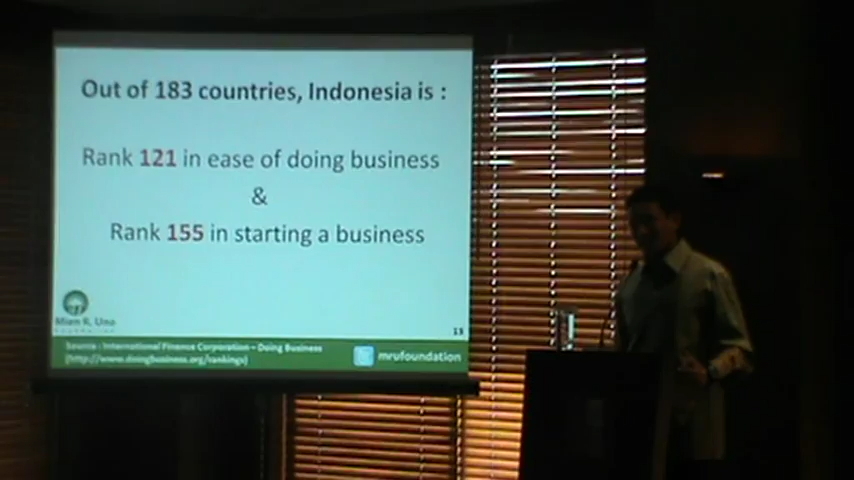 Out of 183 countries, Indonesia is :
Rank 121 in ease of doing business
&
Rank 155 in starting a business
Mien R. Uno
13
Source : International Finance Corporation – Doing Business
(http://www.doingbusiness.org/rankings)
mrufoundation